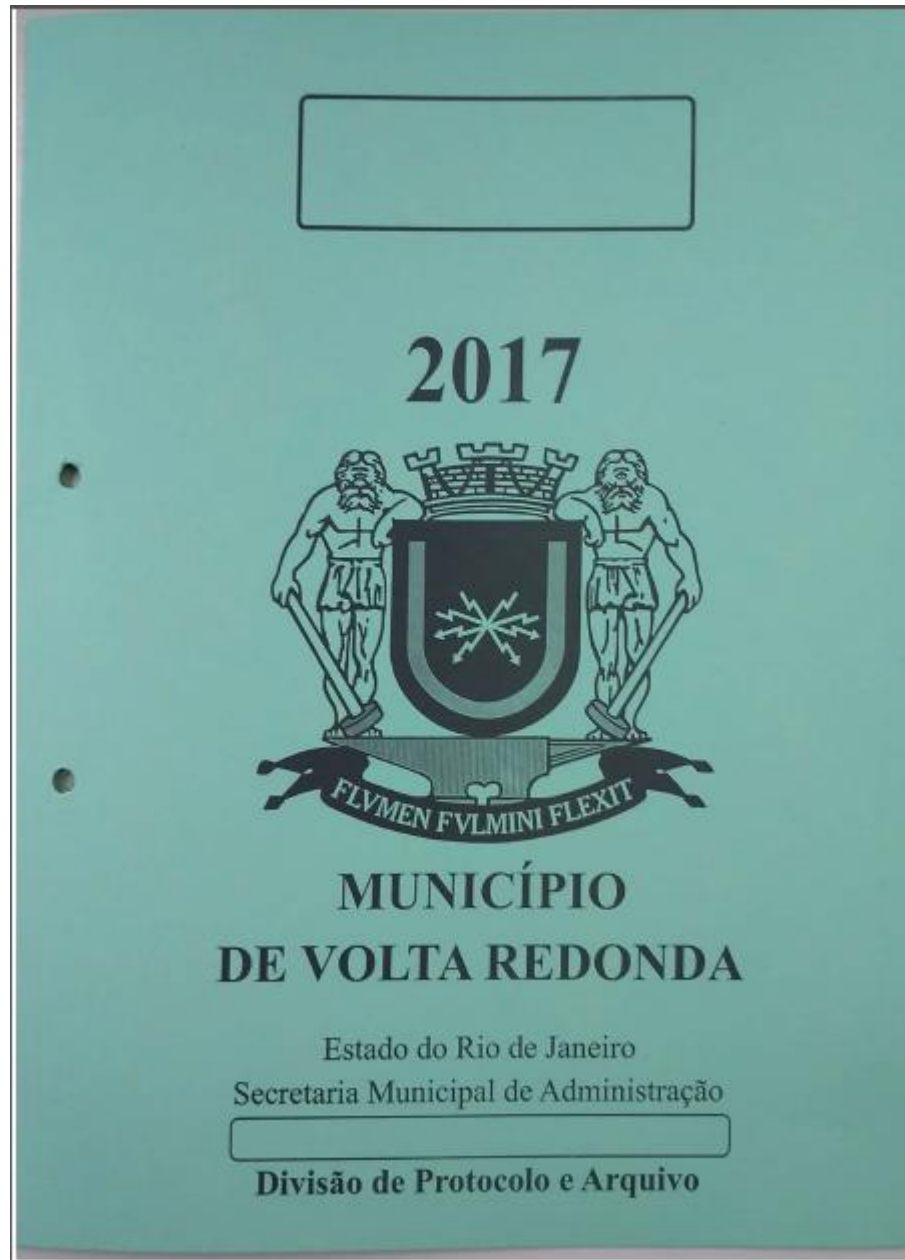 2017
FLVMEN FVLMINI FLEXIT
MUNICÍPIO
DE VOLTA REDONDA
Estado do Rio de Janeiro
Secretaria Municipal de Administração
Divisão de Protocolo e Arquivo